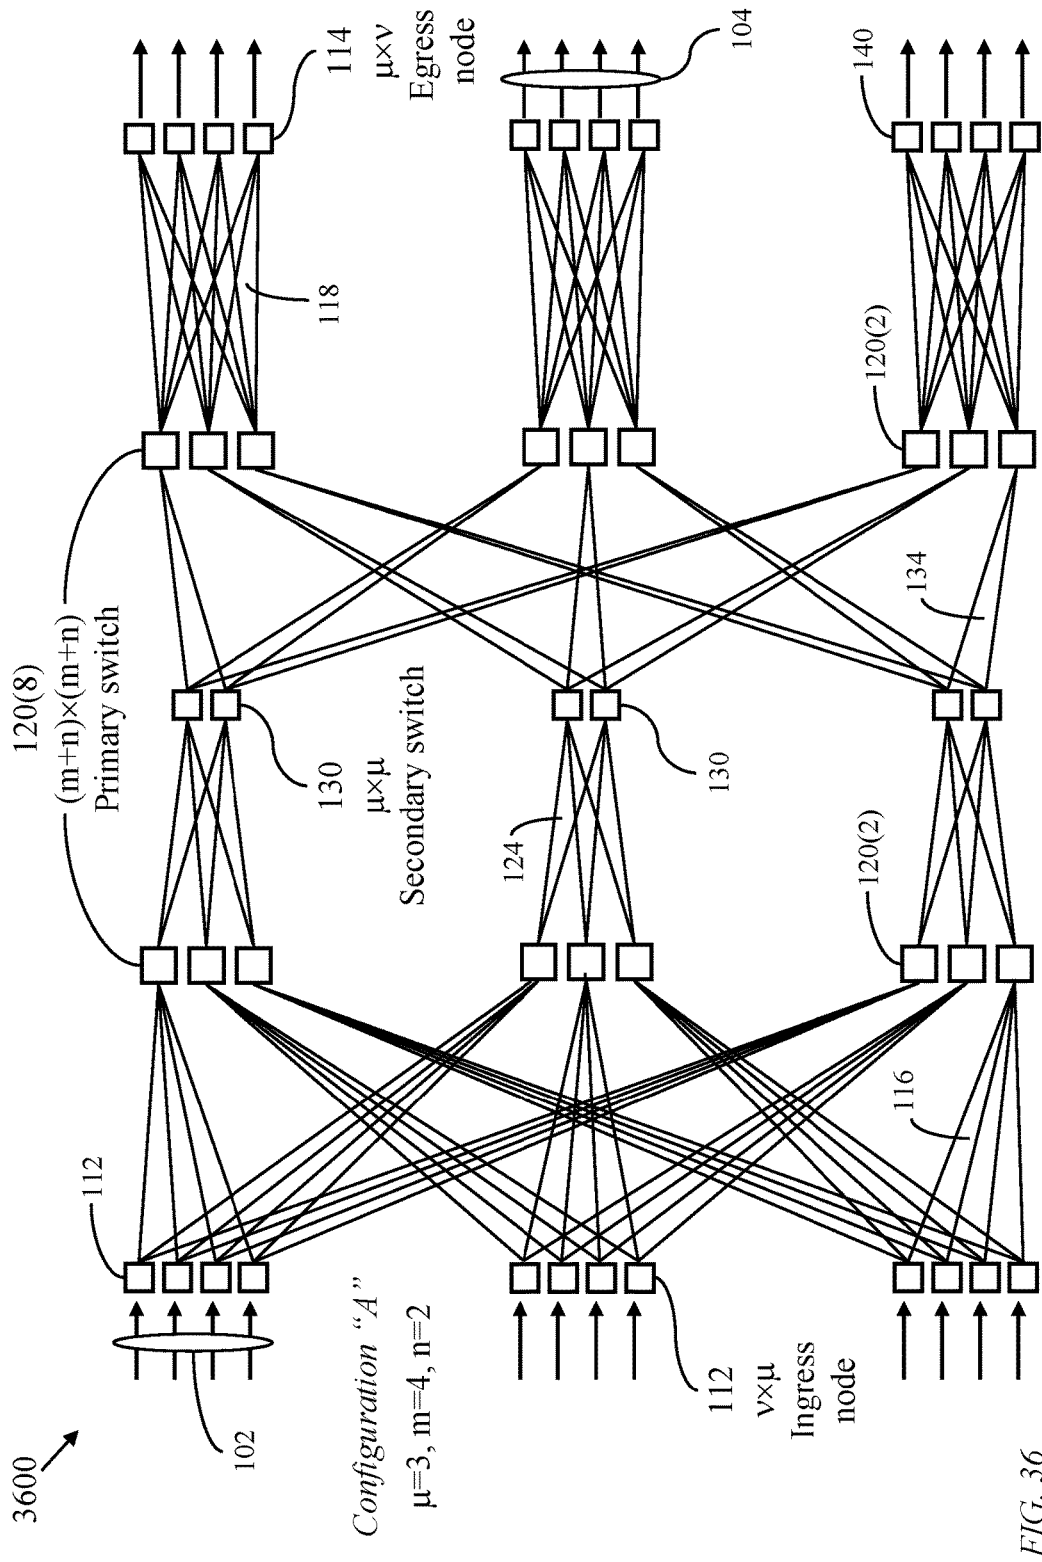 3600
102
112
Configuration “A”
μ=3, m=4, n=2
112
ν×μ
Ingress
node
116
120(8)
(m+n)×(m+n)
Primary switch
120(2)
124
130
μ×μ
Secondary switch
130
134
120(2)
118
114
μ×ν
Egress
node
104
140
FIG. 36